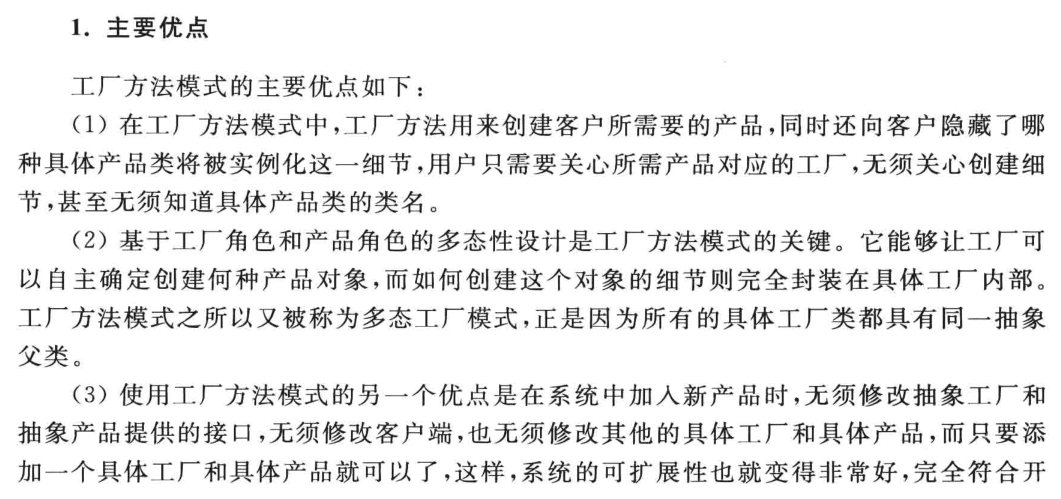 1. 主要优点
工厂方法模式的主要优点如下：
（1）在工厂方法模式中，工厂方法用来创建客户所需要的产品，同时还向客户隐藏了哪
种具体产品类将被实例化这一细节，用户只需要关心所需产品对应的工厂，无须关心创建细
节，甚至无须知道具体产品类的类名。
（2）基于工厂角色和产品角色的多态性设计是工厂方法模式的关键。它能够让工厂可
以自主确定创建何种产品对象，而如何创建这个对象的细节则完全封装在具体工厂内部。
工厂方法模式之所以又被称为多态工厂模式，正是因为所有的具体工厂类都具有同一抽象
父类。
（3）使用工厂方法模式的另一个优点是在系统中加入新产品时，无须修改抽象工厂和
抽象产品提供的接口，无须修改客户端，也无须修改其他的具体工厂和具体产品，而只要添
加一个具体工厂和具体产品就可以了，这样，系统的可扩展性也就变得非常好，完全符合开